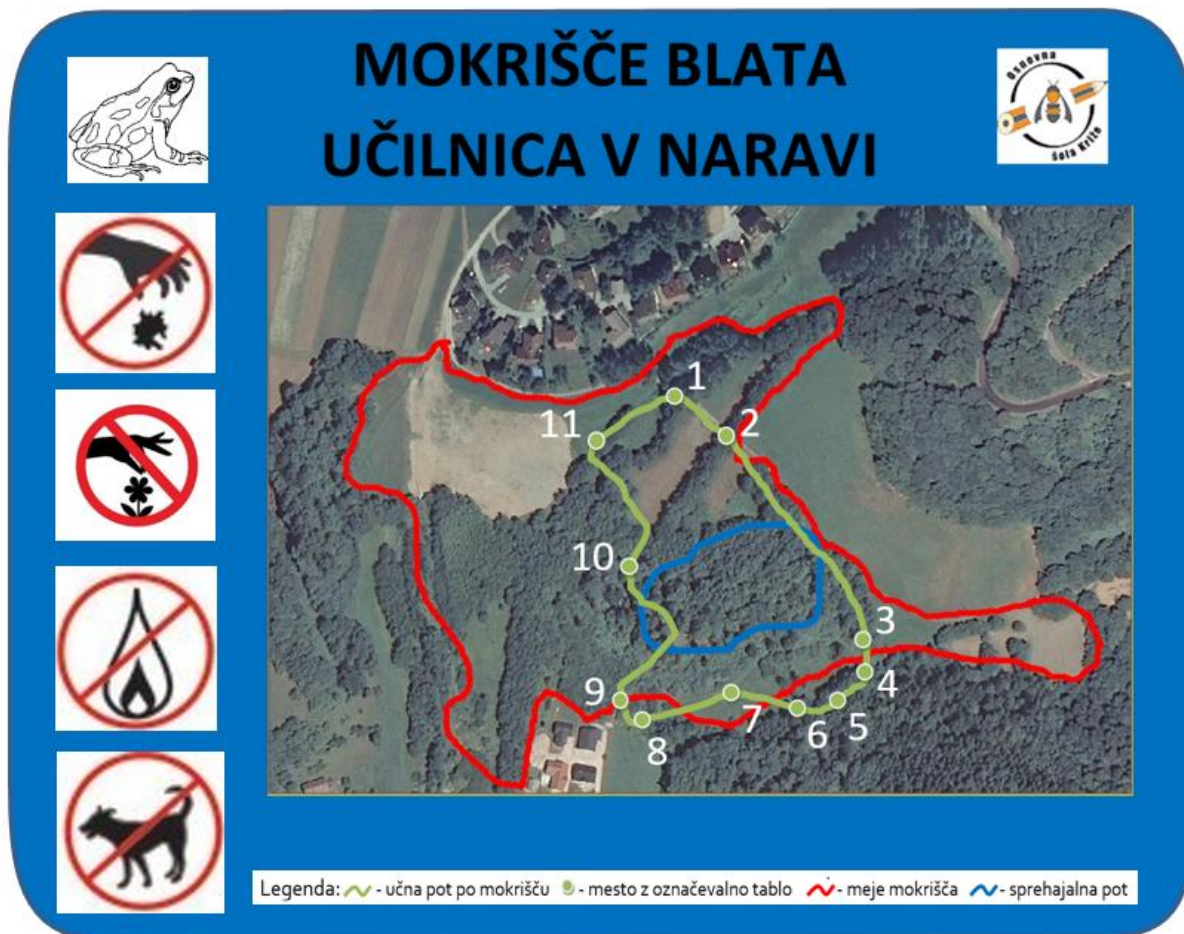 MOKRIŠČE BLATA
UČILNICA V NARAVI
Osnovna
Šola Križe
1
2
11
10
3
4
9
5
7
6
8
Legenda: - učna pot po mokrišču - mesto z označevalno tablo - meje mokrišča - sprehajalna pot